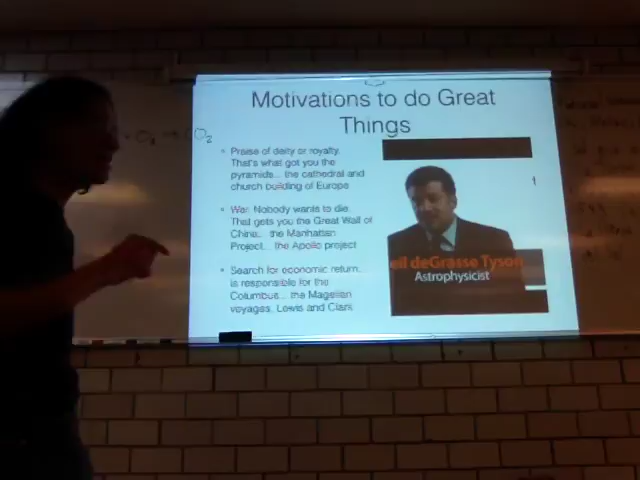 Motivations to do Great
Things
• Praise of deity or royalty.
That's what got you the
pyramids... the cathedral and
church building of Europe
• War. Nobody wants to die.
That gets you the Great Wall of
China... the Manhattan
Project... the Apollo project
• Search for economic return...
is responsible for the
Columbus... the Magellan
voyages, Lewis and Clark
eil deGrasse Tyson
Astrophysicist
O₂